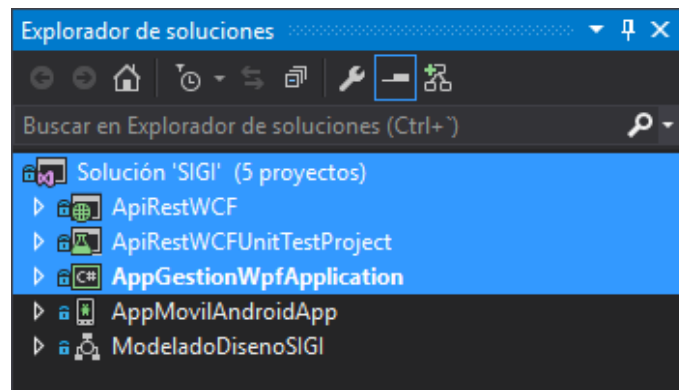 Explorador de soluciones
Buscar en Explorador de soluciones (Ctrl+`)
Solución 'SIGI' (5 proyectos)
ApiRestWCF
ApiRestWCFUnitTestProject
C# AppGestionWpfApplication
AppMovilAndroidApp
ModeladoDisenoSIGI